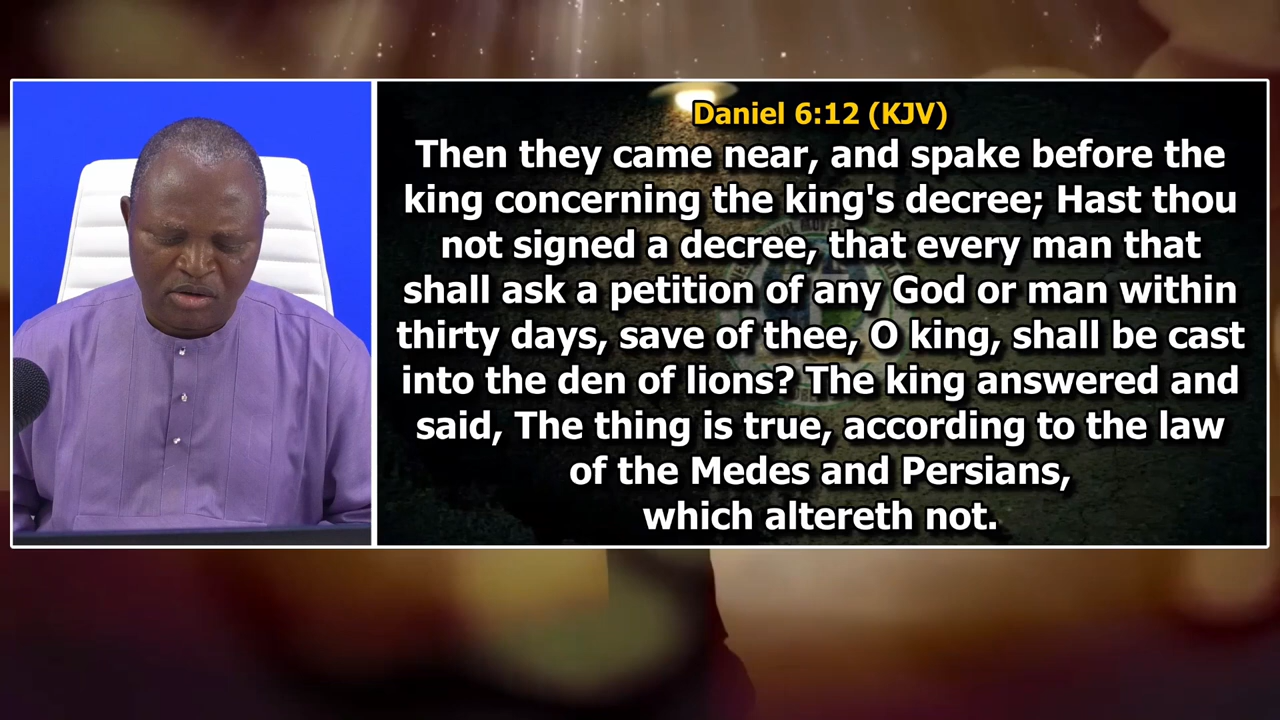 Daniel 6:12 (KJV)
Then they came near, and spake before the
king concerning the king's decree; Hast thou
not signed a decree, that every man that
shall ask a petition of any God or man within
thirty days, save of thee, O king, shall be cast
into the den of lions? The king answered and
said, The thing is true, according to the law
of the Medes and Persians,
which altereth not.